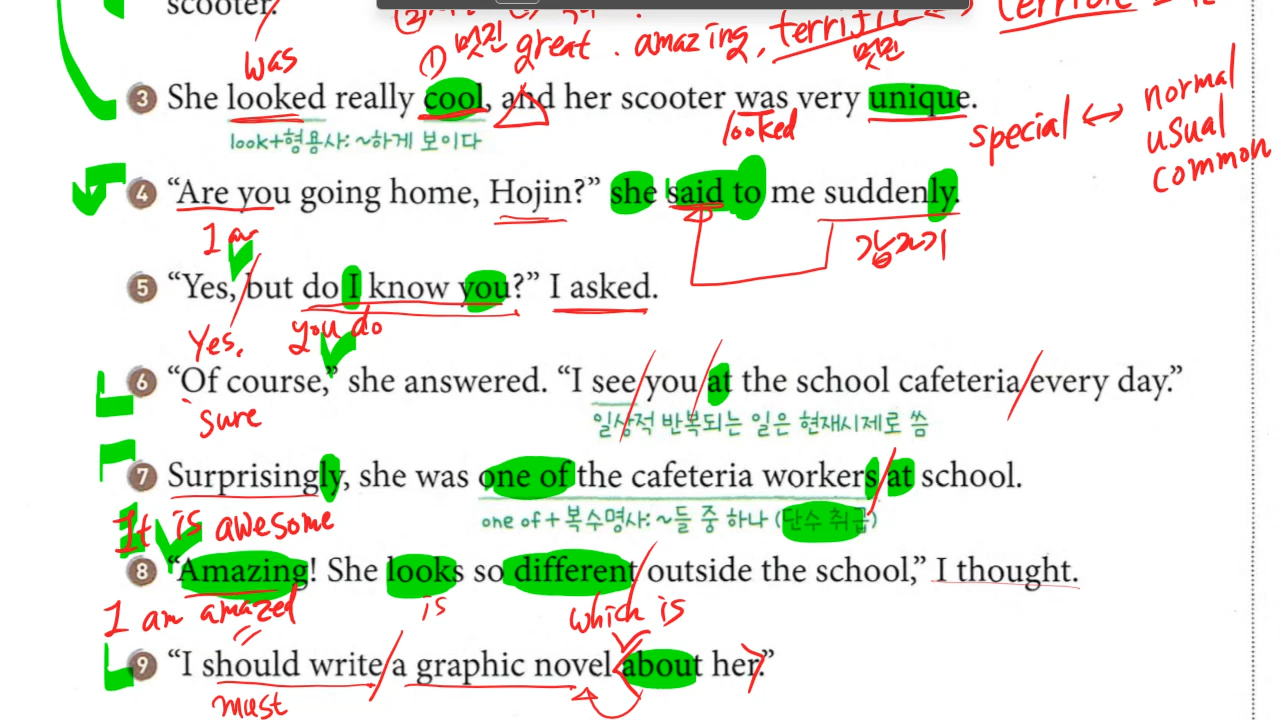 scooter.
was
① 멋진 great . amazing, terrific ↔ terrible
멋진
③ She looked really cool, and her scooter was very unique.
look+형용사: ~하게 보이다
looked
special ↔ normal
usual
common
④ “Are you going home, Hojin?” she said to me suddenly.
I am
갑자기
⑤ “Yes, but do I know you?” I asked.
Yes, you do
⑥ “Of course,” she answered. “I see you at the school cafeteria every day.”
sure
일상적 반복되는 일은 현재시제로 씀
⑦ Surprisingly, she was one of the cafeteria workers at school.
one of + 복수명사: ~들 중 하나 (단수 취급)
It is awesome
⑧ “Amazing! She looks so different outside the school,” I thought.
I am amazed
is
which is
⑨ “I should write a graphic novel about her.”
must